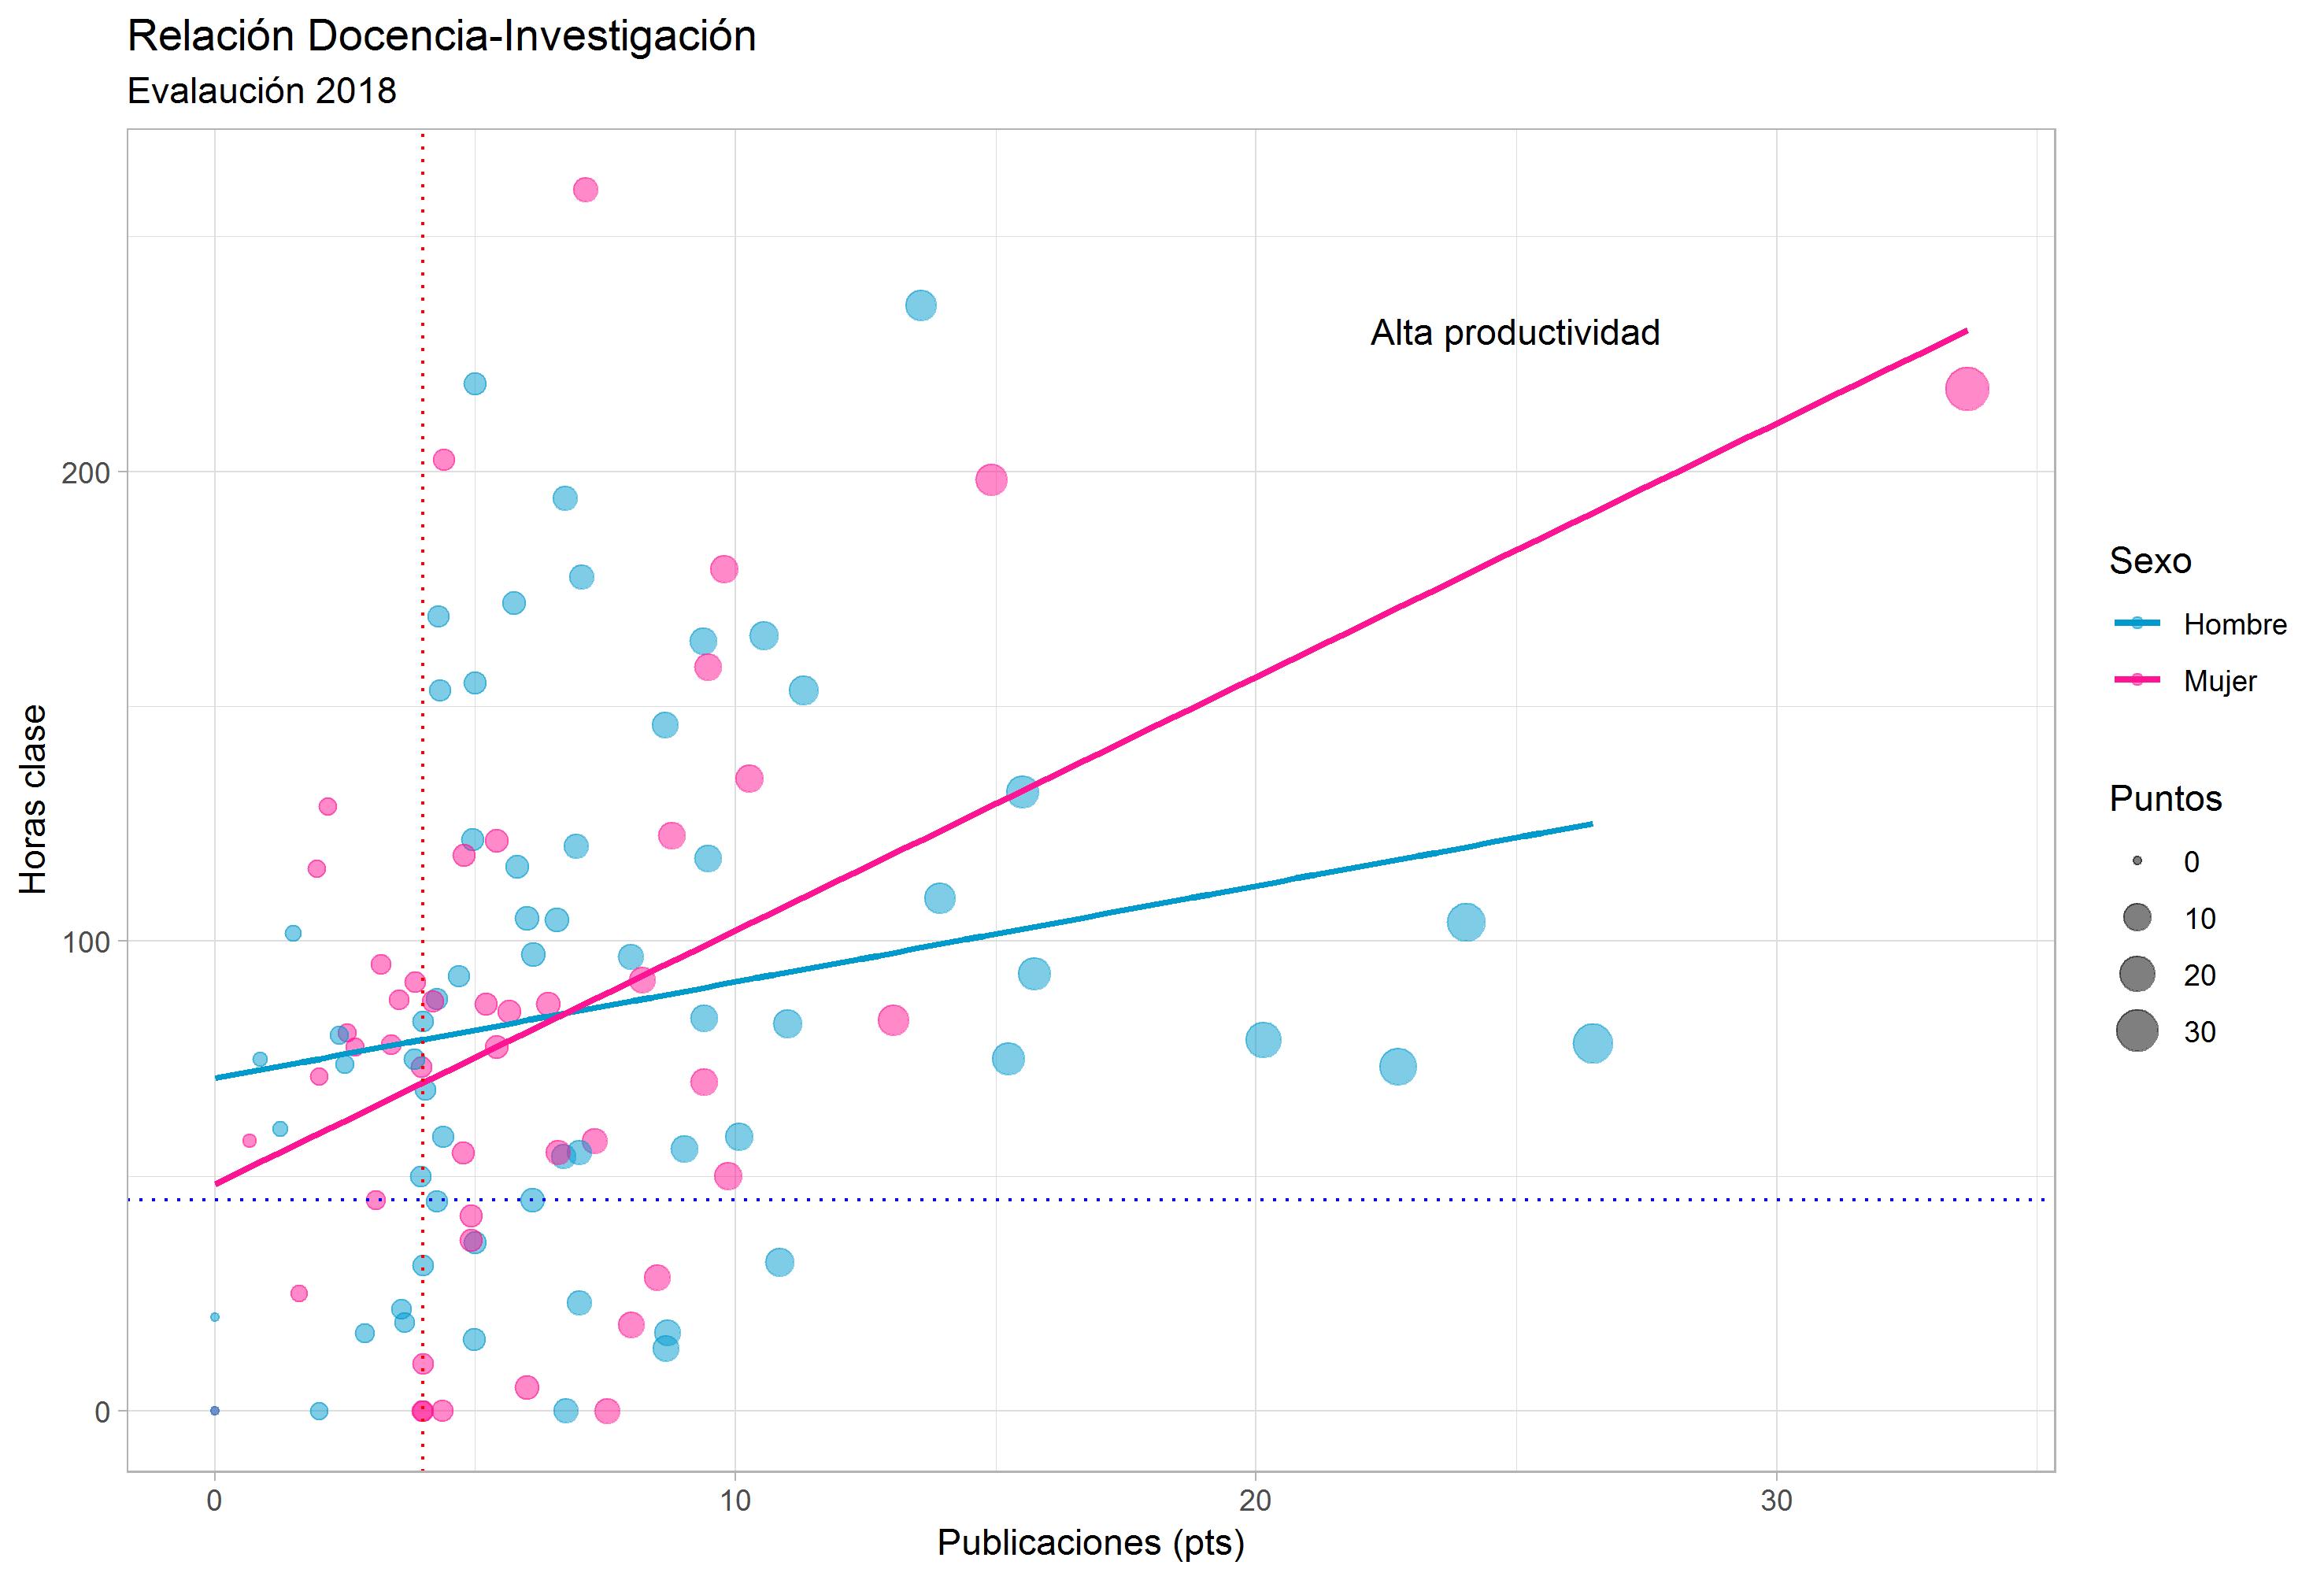 Relación Docencia-Investigación
Evalaución 2018
Alta productividad
Horas clase
200
100
0
0
10
20
30
Publicaciones (pts)
Sexo
Hombre
Mujer
Puntos
0
10
20
30